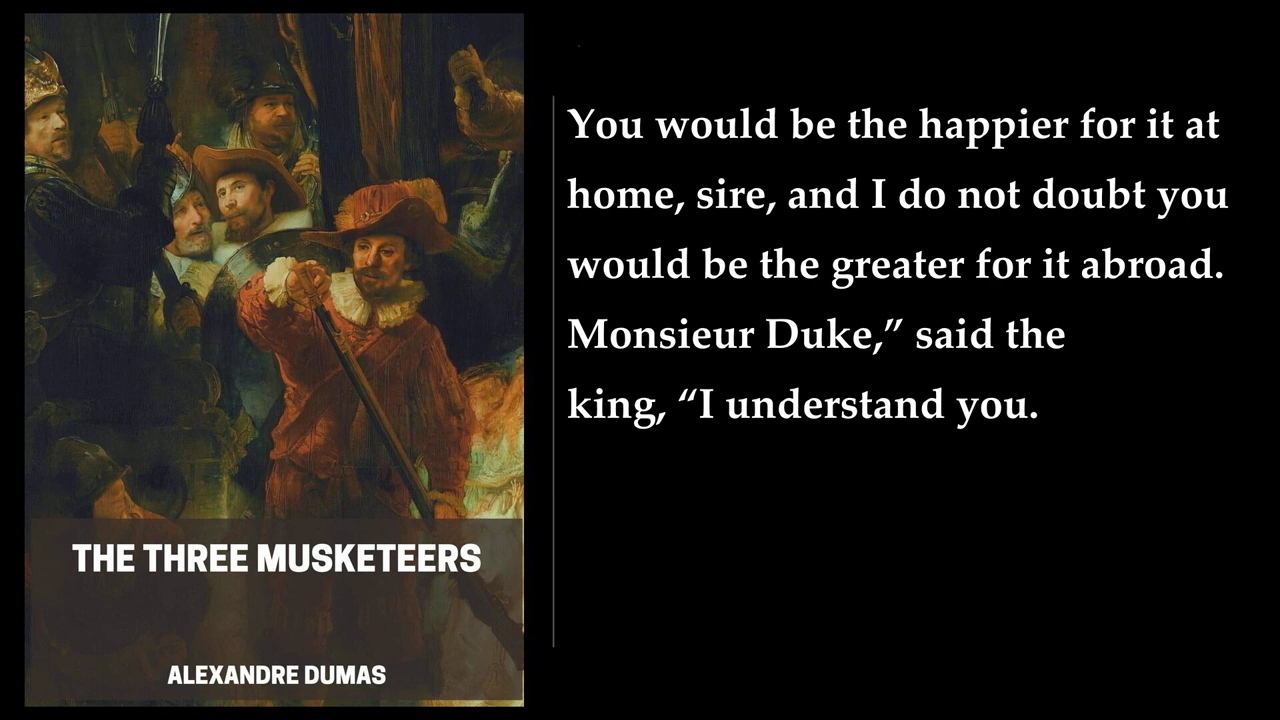 THE THREE MUSKETEERS
ALEXANDRE DUMAS
You would be the happier for it at
home, sire, and I do not doubt you
would be the greater for it abroad.
Monsieur Duke,” said the
king, “I understand you.